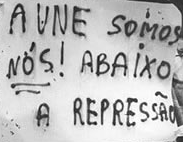 A UNE SOMOS
NÓS! ABAIXO
A REPRESSÃO